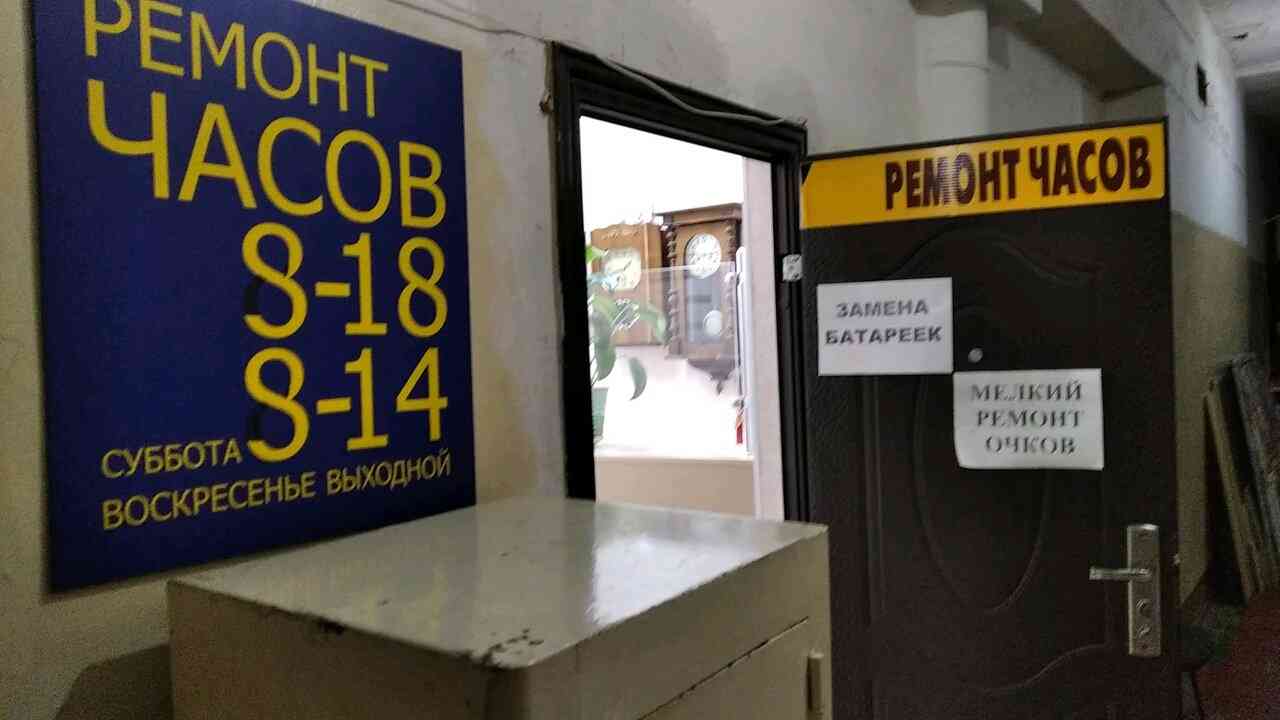 РЕМОНТ
ЧАСОВ
8-18
8-14
СУББОТА
ВОСКРЕСЕНЬЕ ВЫХОДНОЙ
РЕМОНТ ЧАСОВ
ЗАМЕНА
БАТАРЕЕК
МЕЛКИЙ
РЕМОНТ
ОЧКОВ